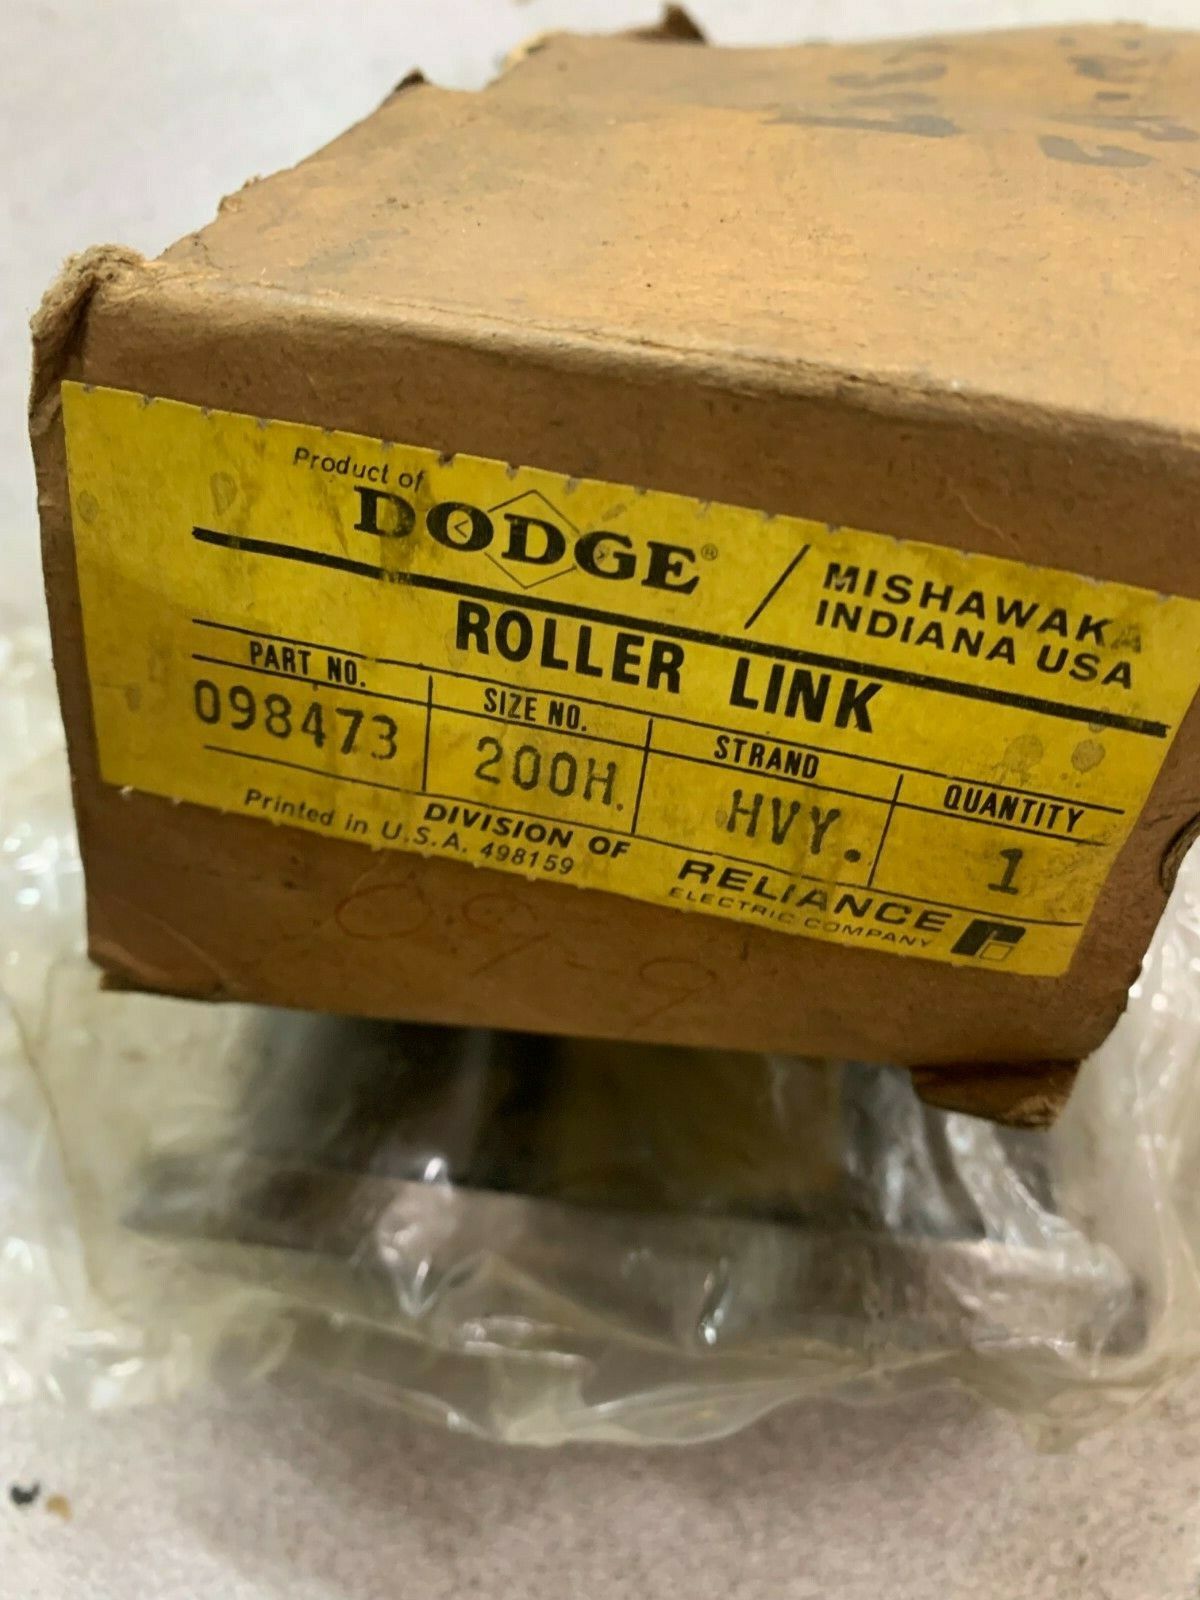 Product of
DODGE®
MISHAWAKA
INDIANA USA
ROLLER LINK
PART NO. SIZE NO. STRAND QUANTITY
098473 200H. HVY. 1
DIVISION OF RELIANCE
ELECTRIC COMPANY
Printed in U.S.A. 498159